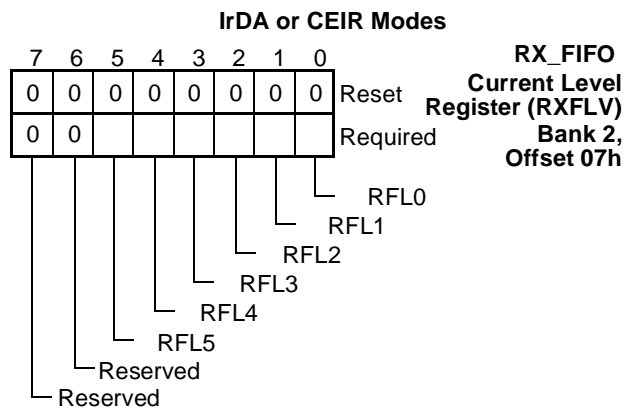 IrDA or CEIR Modes
7 6 5 4 3 2 1 0
RX_FIFO
Current Level
Register (RXFLV)
Bank 2,
Offset 07h
0 0 0 0 0 0 0 0 Reset
0 0 Required
RFL0
RFL1
RFL2
RFL3
RFL4
RFL5
Reserved
Reserved